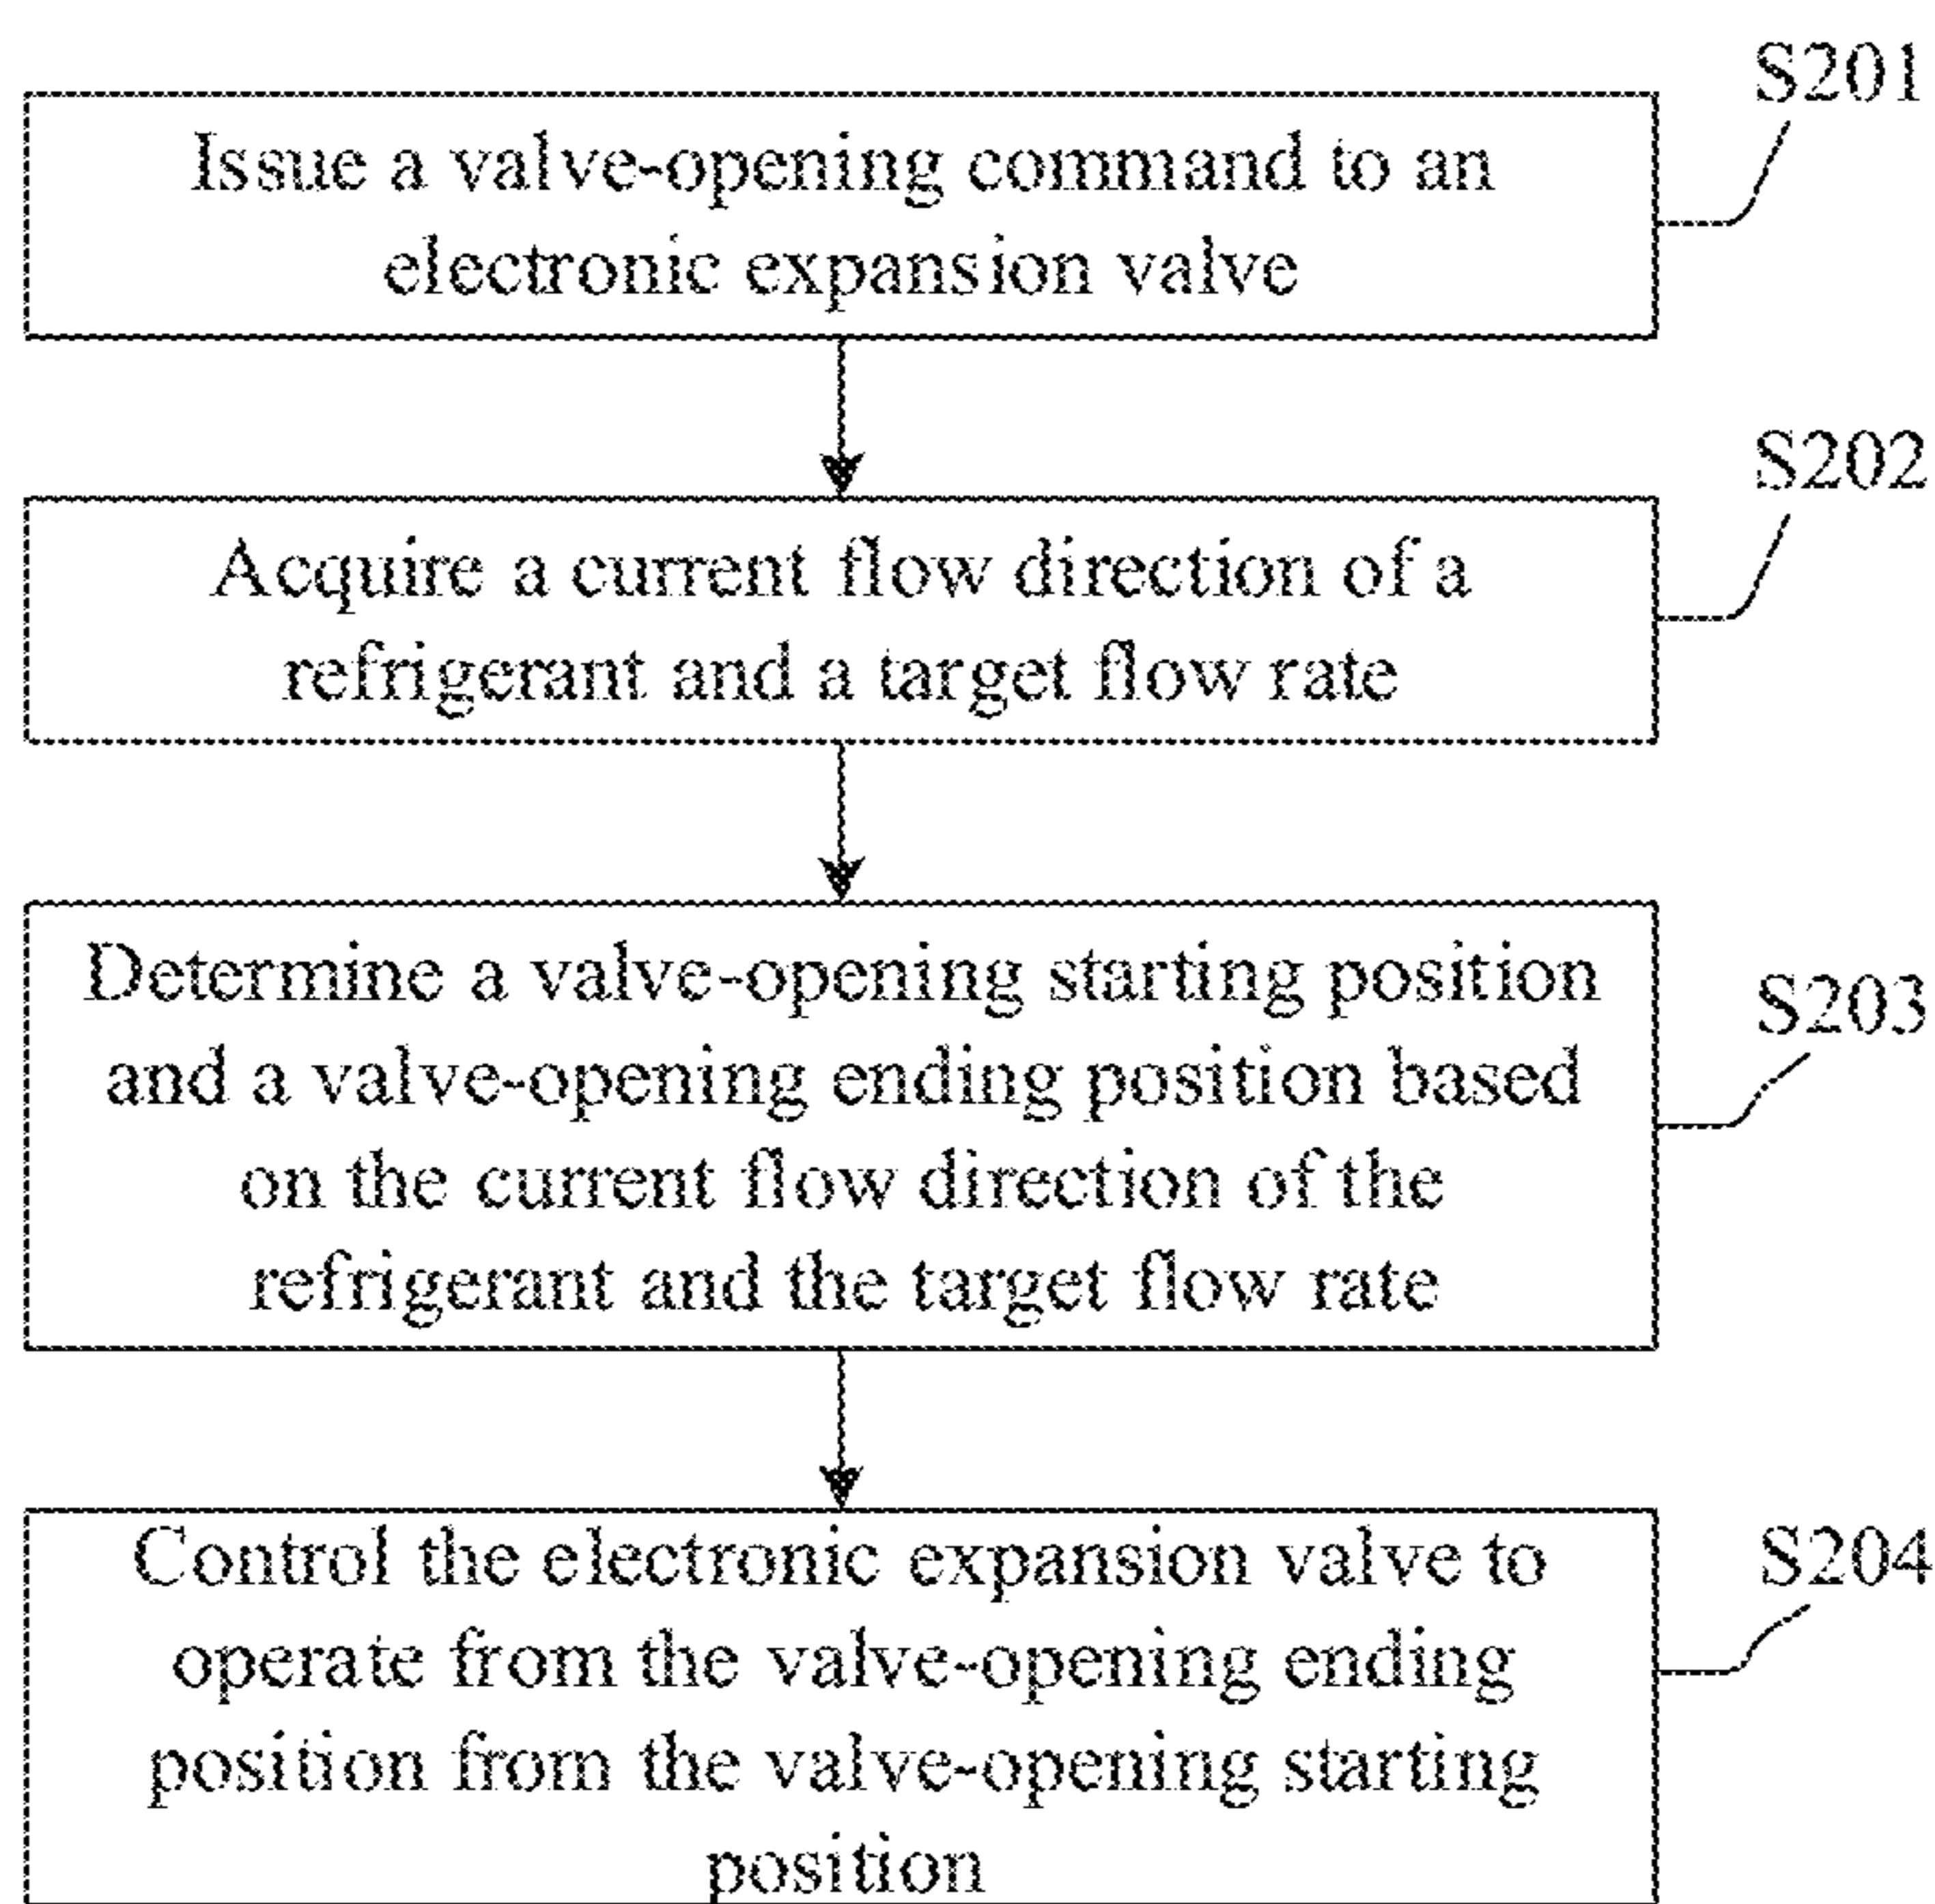 S201
Issue a valve-opening command to an
electronic expansion valve
S202
Acquire a current flow direction of a
refrigerant and a target flow rate
Determine a valve-opening starting position
S203
and a valve-opening ending position based
on the current flow direction of the
refrigerant and the target flow rate
Control the electronic expansion valve to
S204
operate from the valve-opening ending
position from the valve-opening starting
position